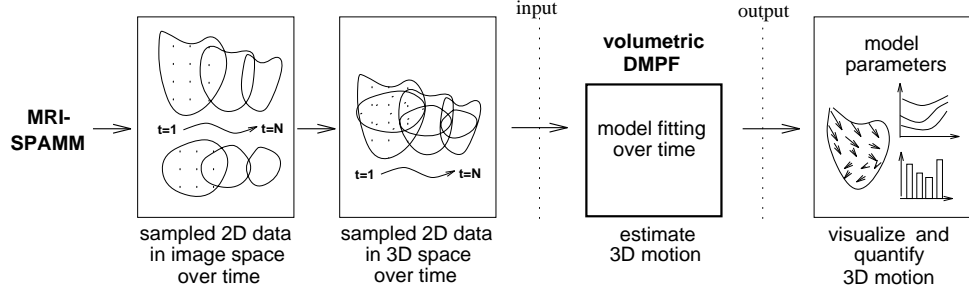 input
output
volumetric
DMPF
model
parameters
MRI-
SPAMM
t=1
t=N
t=1
t=N
model fitting
over time
sampled 2D data
in image space
over time
sampled 2D data
in 3D space
over time
estimate
3D motion
visualize and
quantify
3D motion